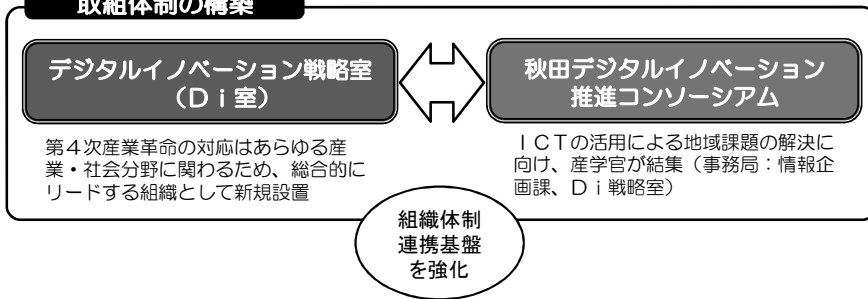 取組体制の構築
デジタルイノベーション戦略室
（Ｄｉ室）
秋田デジタルイノベーション
推進コンソーシアム
第４次産業革命の対応はあらゆる産
業・社会分野に関わるため、総合的に
リードする組織として新規設置
ＩＣＴの活用による地域課題の解決に
向け、産学官が結集（事務局：情報企
画課、Ｄｉ戦略室）
組織体制
連携基盤
を強化